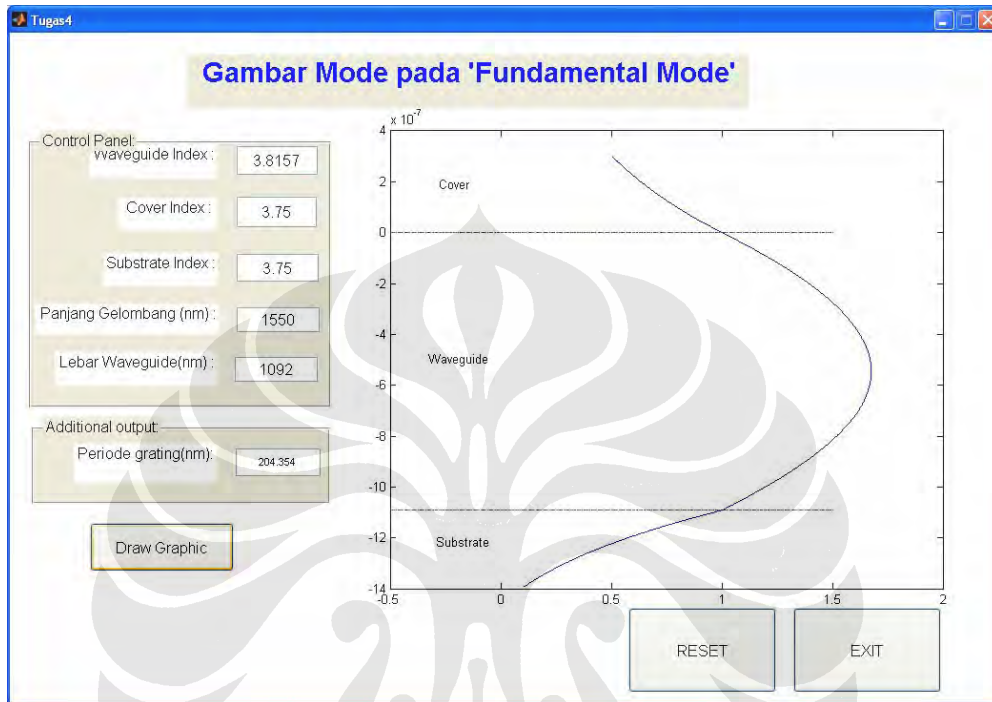 Tugas4
Gambar Mode pada 'Fundamental Mode'
Control Panel:
Waveguide Index :
3.8157
Cover Index :
3.75
Substrate Index :
3.75
Panjang Gelombang (nm) :
1550
Lebar Waveguide(nm) :
1092
Additional output:
Periode grating(nm):
204.354
Draw Graphic
x 10^-7
4
2
0
-2
-4
-6
-8
-10
-12
-14
Cover
Waveguide
Substrate
-0.5
0
0.5
1
1.5
2
RESET
EXIT